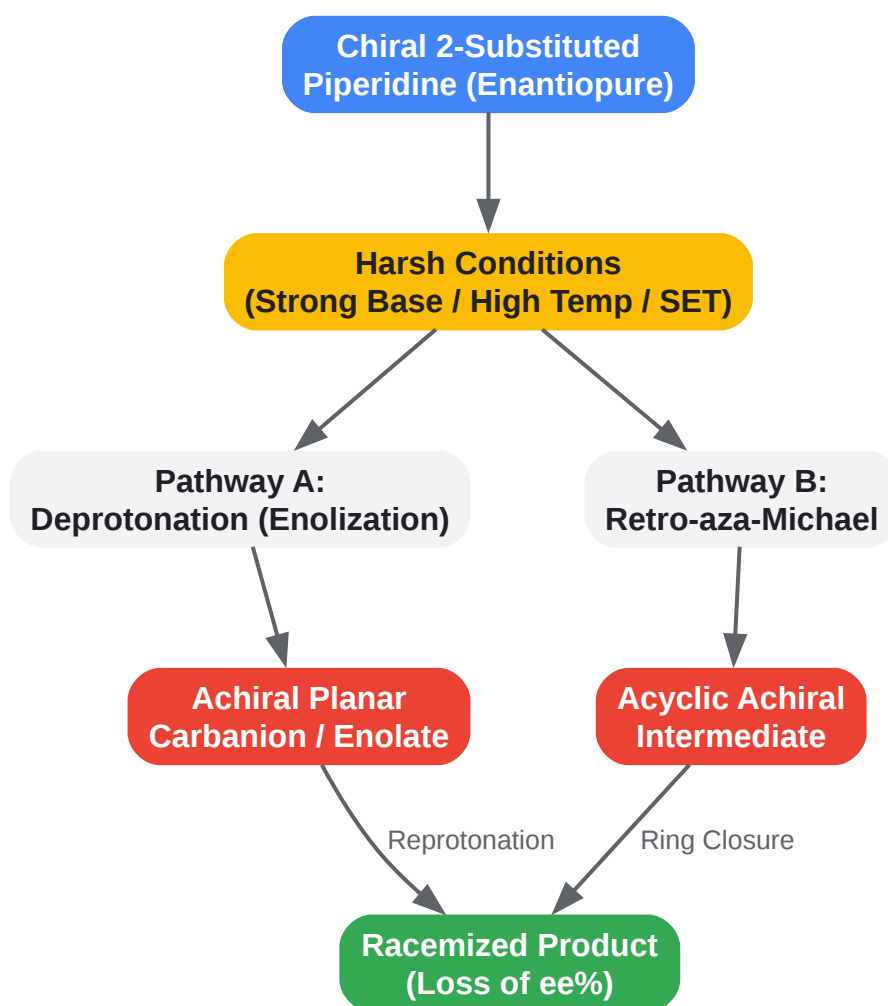 Chiral 2-Substituted
Piperidine (Enantiopure)
Harsh Conditions
(Strong Base / High Temp / SET)
Pathway A:
Deprotonation (Enolization)
Pathway B:
Retro-aza-Michael
Achiral Planar
Carbanion / Enolate
Acyclic Achiral
Intermediate
Reprotonation
Ring Closure
Racemized Product
(Loss of ee%)